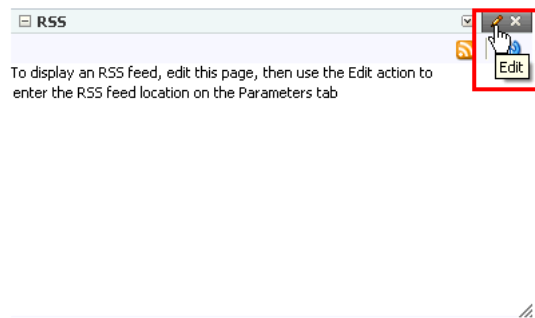 RSS
Edit
To display an RSS feed, edit this page, then use the Edit action to
enter the RSS feed location on the Parameters tab